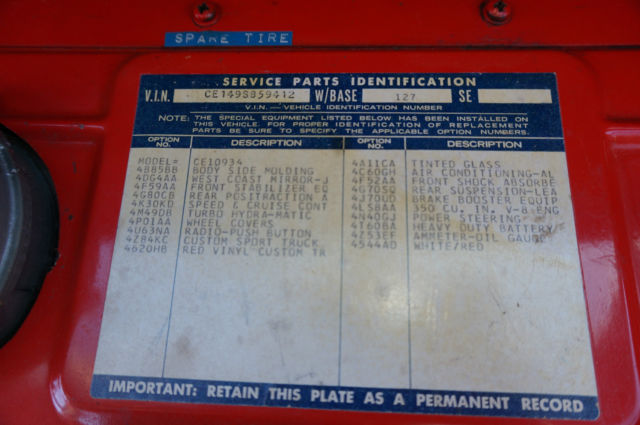 SPARE TIRE
SERVICE PARTS IDENTIFICATION
V.I.N. CE149S859412 W/BASE 127 SE
V.I.N. — VEHICLE IDENTIFICATION NUMBER
NOTE: THE SPECIAL EQUIPMENT LISTED BELOW HAS BEEN INSTALLED ON
THIS VEHICLE. FOR PROPER IDENTIFICATION OF REPLACEMENT
PARTS BE SURE TO SPECIFY THE APPLICABLE OPTION NUMBERS.
OPTION NO. DESCRIPTION OPTION NO. DESCRIPTION
MODEL= CE10934 4A11CA TINTED GLASS
4B85BB BODY SIDE MOLDING 4C60GH AIR CONDITIONING-AL
4DG4AA WEST COAST MIRROR-J 4F52AA FRONT SHOCK ABSORBE
4F59AA FRONT STABILIZER EQ 4G70SQ REAR SUSPENSION-LEA
4G80CB REAR POSITRACTION A 4J70UD BRAKE BOOSTER EQUIP
4K30KD SPEED & CRUISE CONT 4LS8AA 350 CU. IN. V-8 ENG
4M49DB TURBO HYDRA-MATIC 4N40GJ POWER STEERING
4P01AA WHEEL COVERS 4T60BA HEAVY DUTY BATTERY
4U63NA RADIO-PUSH BUTTON 4Z53EF AMMETER-OIL GAUGE
4Z84KC CUSTOM SPORT TRUCK 4544AD WHITE/RED
4620HB RED VINYL CUSTOM TR
IMPORTANT: RETAIN THIS PLATE AS A PERMANENT RECORD